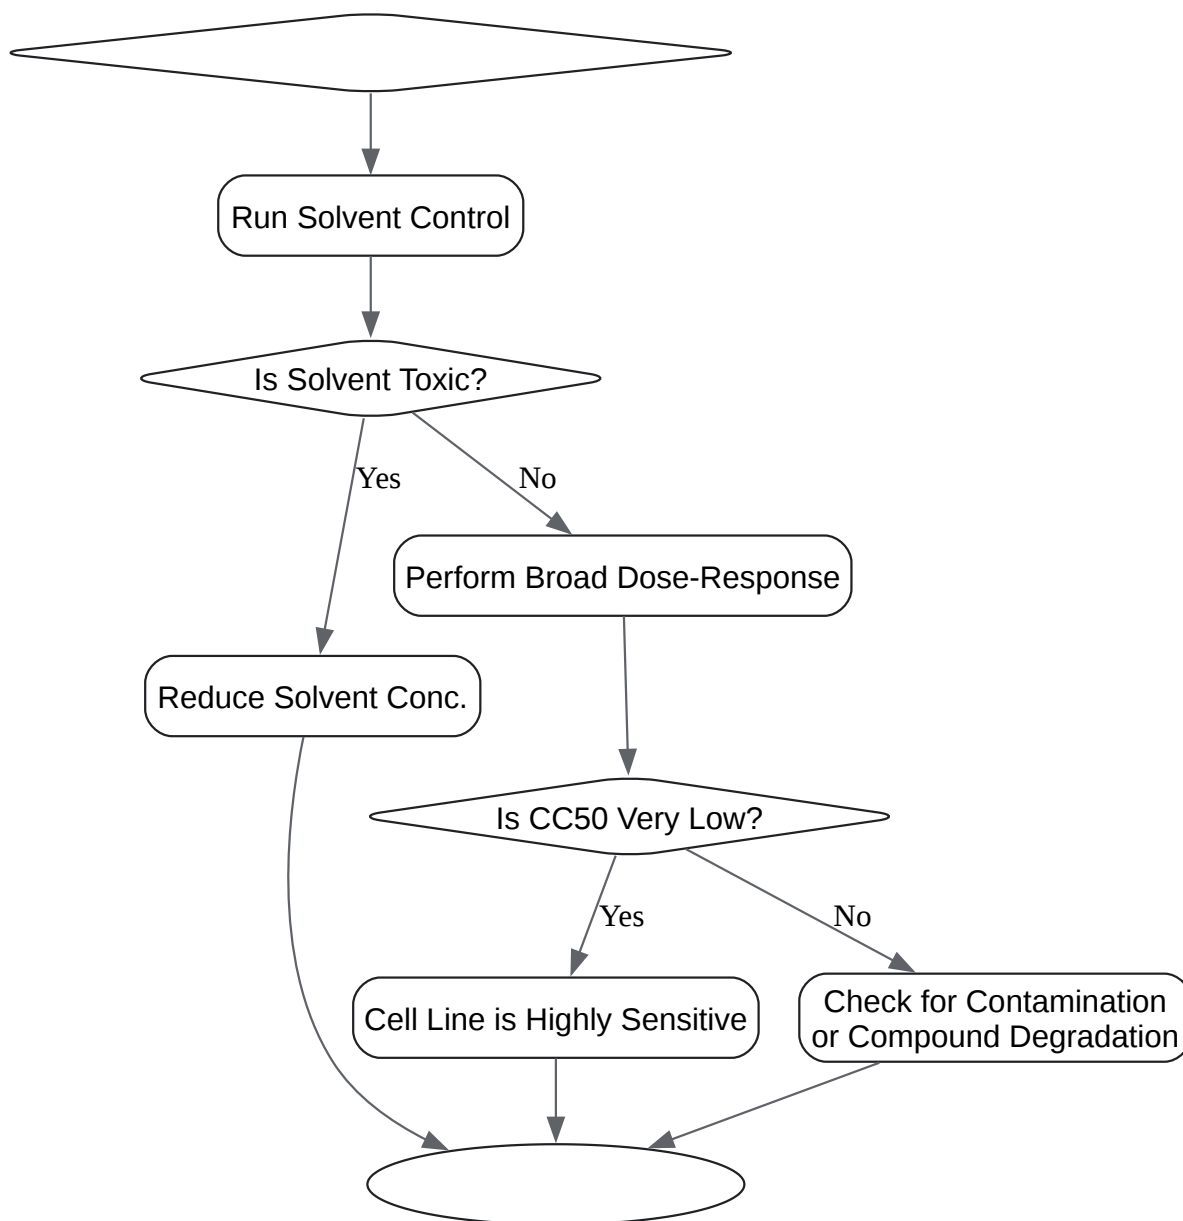 Run Solvent Control
Is Solvent Toxic?
Yes
No
Perform Broad Dose-Response
Reduce Solvent Conc.
Is CC50 Very Low?
Yes
No
Cell Line is Highly Sensitive
Check for Contamination
or Compound Degradation